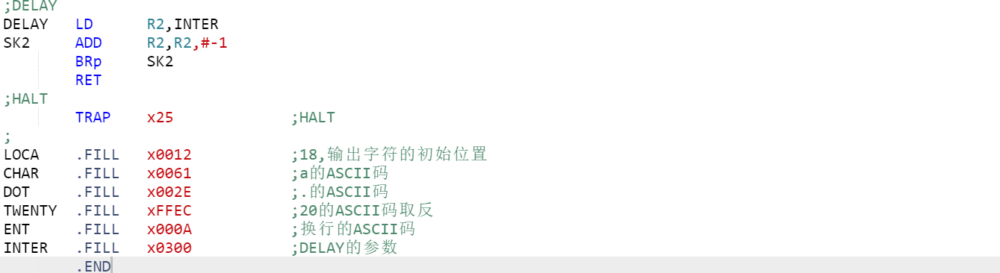 ;DELAY
DELAY LD R2,INTER
SK2 ADD R2,R2,#-1
BRp SK2
RET
;HALT
TRAP x25 ;HALT
;
LOCA .FILL x0012 ;18,输出字符的初始位置
CHAR .FILL x0061 ;a的ASCII码
DOT .FILL x002E ;.的ASCII码
TWENTY .FILL xFFEC ;20的ASCII码取反
ENT .FILL x000A ;换行的ASCII码
INTER .FILL x0300 ;DELAY的参数
.END